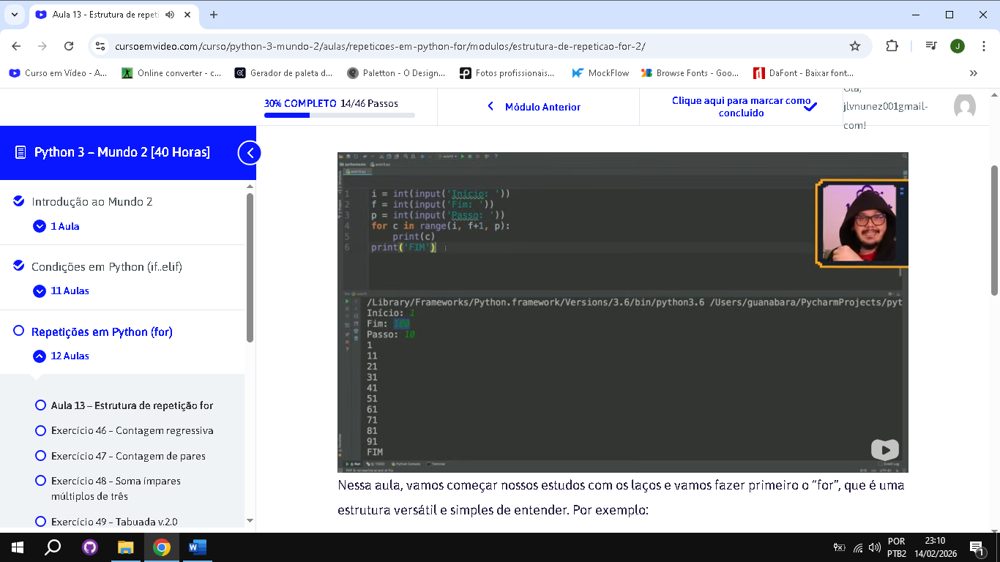 Aula 13 - Estrutura de repeti
cursoemvideo.com/curso/python-3-mundo-2/aulas/repeticoes-em-python-for/modulos/estrutura-de-repeticao-for-2/
J
Curso em Vídeo - A...
Online converter - c...
Gerador de paleta d...
Paletton - O Design...
Fotos profissionais...
MockFlow
Browse Fonts - Goo...
DaFont - Baixar font...
30% COMPLETO 14/46 Passos
Módulo Anterior
Clique aqui para marcar como
concluido
Olá,
jlvnunez001gmail-
com!
Python 3 – Mundo 2 [40 Horas]
Introdução ao Mundo 2
1 Aula
Condições em Python (if..elif)
11 Aulas
Repetições em Python (for)
12 Aulas
Aula 13 – Estrutura de repetição for
Exercício 46 – Contagem regressiva
Exercício 47 – Contagem de pares
Exercício 48 – Soma ímpares
múltiplos de três
Exercício 49 – Tabuada v.2.0
1 i = int(input('Início: '))
2 f = int(input('Fim: '))
3 p = int(input('Passo: '))
4 for c in range(i, f+1, p):
5 print(c)
6 print('FIM')
/Library/Frameworks/Python.framework/Versions/3.6/bin/python3.6 /Users/guanabara/PycharmProjects/pyt
Início: 1
Fim: 100
Passo: 10
1
11
21
31
41
51
61
71
81
91
FIM
Python Console
Terminal
Event Log
Nessa aula, vamos começar nossos estudos com os laços e vamos fazer primeiro o “for”, que é uma
estrutura versátil e simples de entender. Por exemplo:
POR
PTB2
23:10
14/02/2026
1